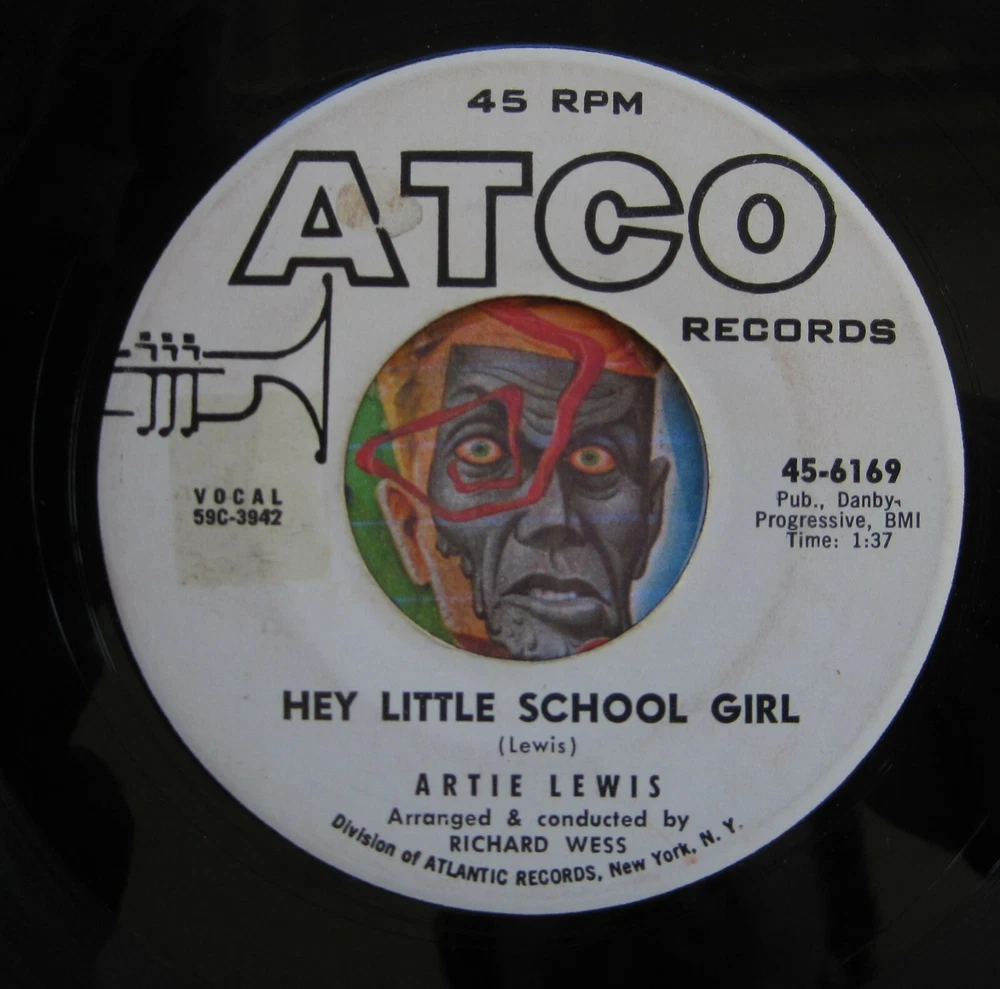 45 RPM
ATCO
RECORDS
VOCAL
59C-3942
45-6169
Pub., Danby-
Progressive, BMI
Time: 1:37
HEY LITTLE SCHOOL GIRL
(Lewis)
ARTIE LEWIS
Arranged & conducted by
RICHARD WESS
Division of ATLANTIC RECORDS, New York, N. Y.